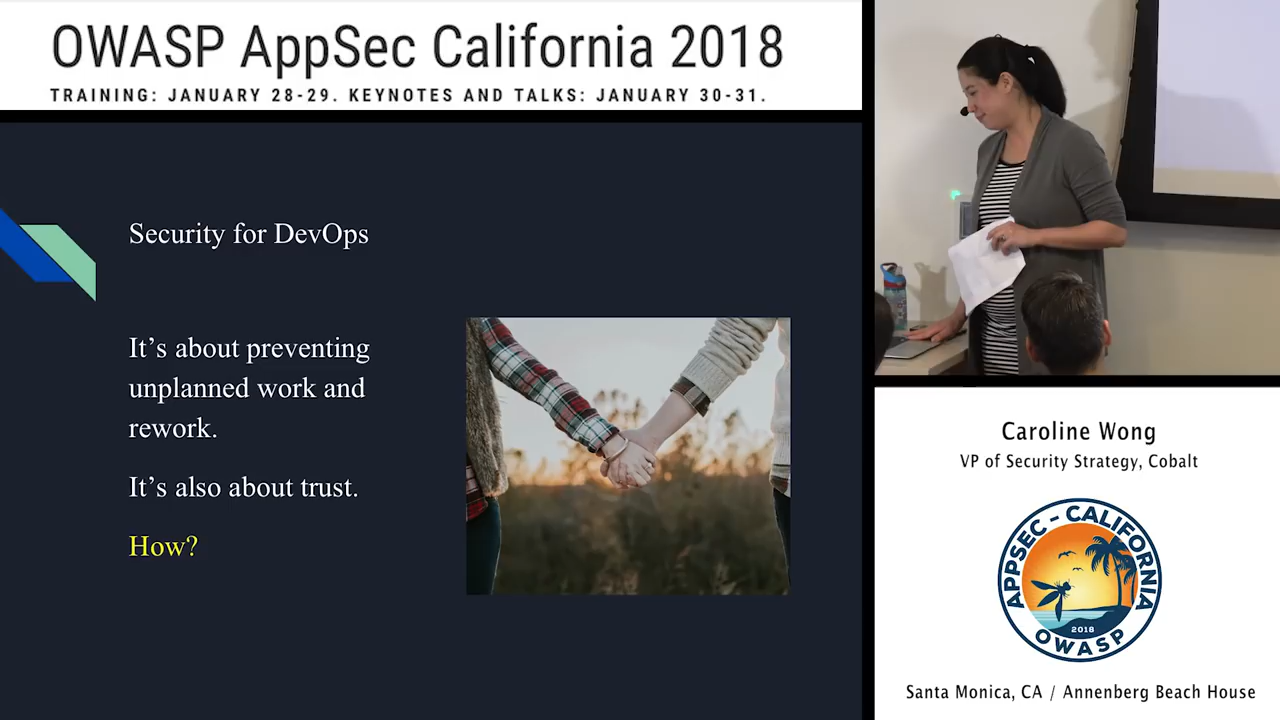 OWASP AppSec California 2018
TRAINING: JANUARY 28-29. KEYNOTES AND TALKS: JANUARY 30-31.
Security for DevOps
It's about preventing
unplanned work and
rework.
It's also about trust.
How?
Caroline Wong
VP of Security Strategy, Cobalt
APPSEC - CALIFORNIA
2018
OWASP
Santa Monica, CA / Annenberg Beach House